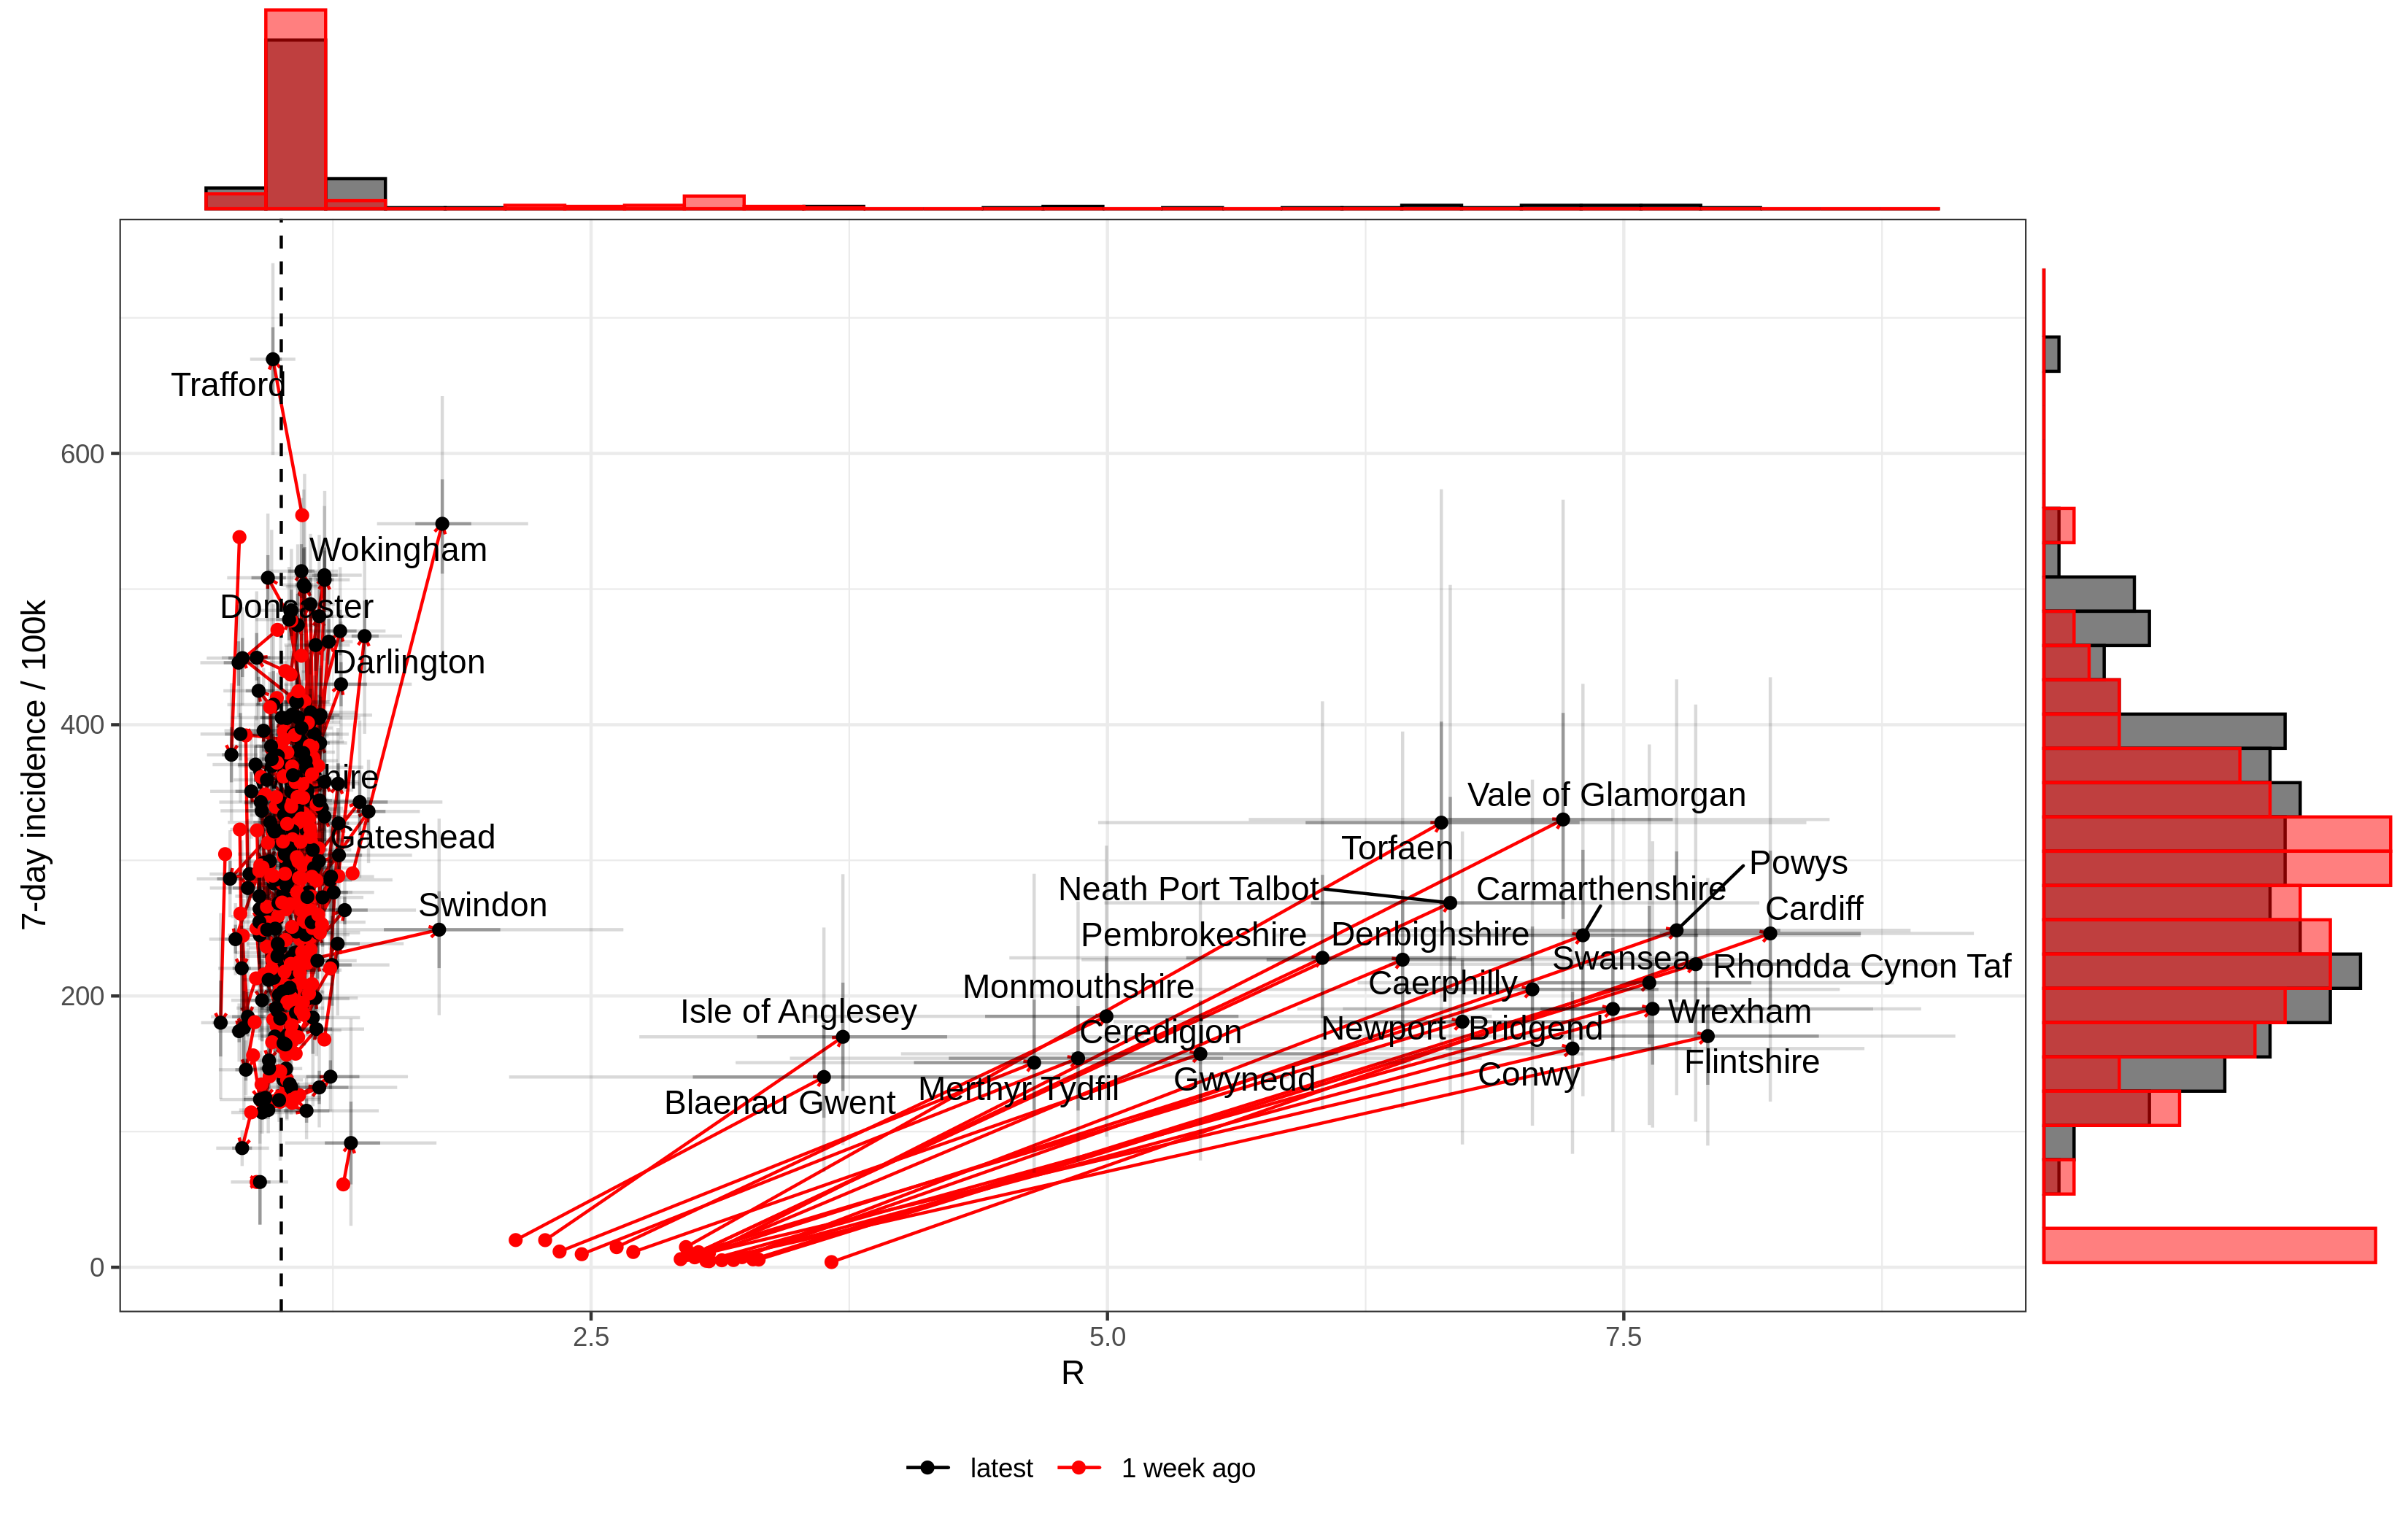 Trafford
600
Wokingham
Doncaster
Darlington
7-day incidence / 100k
400
hire
Vale of Glamorgan
Gateshead
Torfaen
Powys
Neath Port Talbot
Carmarthenshire
Swindon
Cardiff
Pembrokeshire
Denbighshire
Swansea
Rhondda Cynon Taf
Caerphilly
Monmouthshire
200
Isle of Anglesey
Wrexham
Ceredigion
Newport
Bridgend
Flintshire
Conwy
Gwynedd
Merthyr Tydfil
Blaenau Gwent
0
2.5
5.0
7.5
R
latest
1 week ago